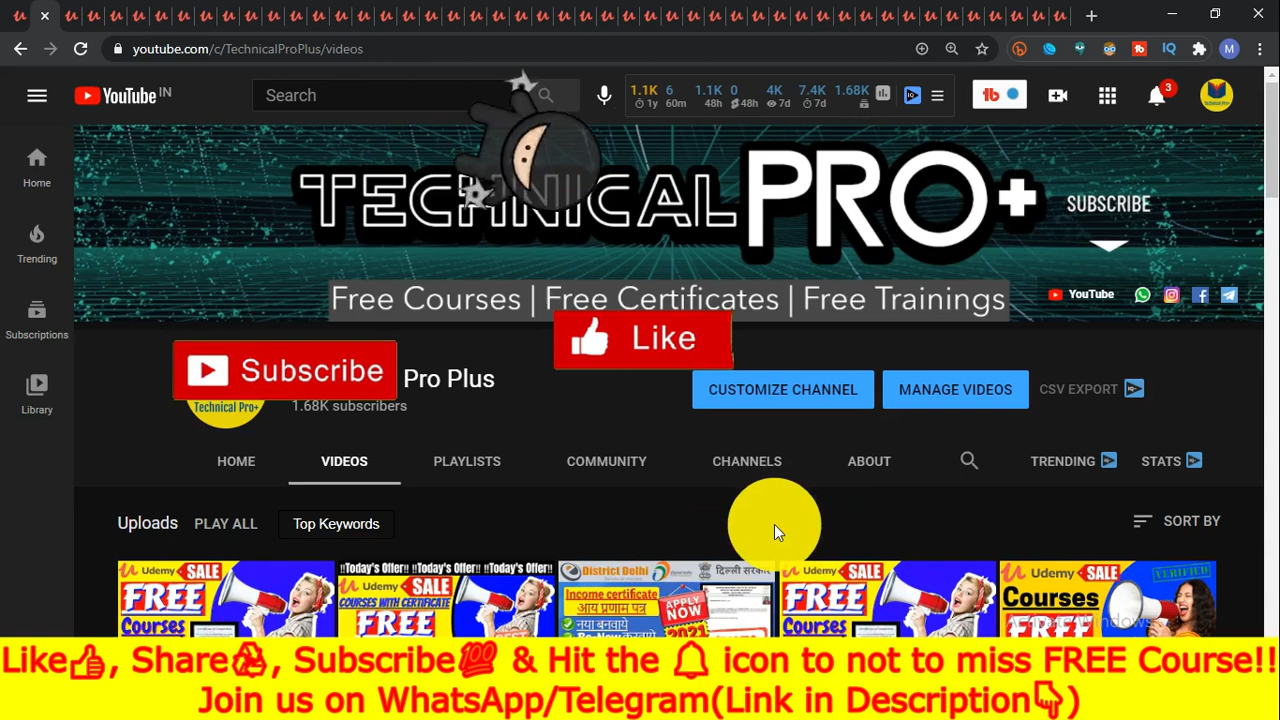 youtube.com/c/TechnicalProPlus/videos
M
YouTube IN
Search
1.1K 6 1.1K 0 4K 7.4K 1.68K
1y 60m 48h 48h 7d 7d
3
Home
Trending
Subscriptions
Library
TECHNICAL PRO+
SUBSCRIBE
Free Courses | Free Certificates | Free Trainings
YouTube
Like
Subscribe
Pro Plus
Technical Pro+
1.68K subscribers
CUSTOMIZE CHANNEL
MANAGE VIDEOS
CSV EXPORT
HOME VIDEOS PLAYLISTS COMMUNITY CHANNELS ABOUT TRENDING STATS
Uploads PLAY ALL Top Keywords SORT BY
Udemy SALE
FREE
Courses
!!Today's Offer!! !!Today's Offer!! !!Today's Offer!!
Udemy SALE
COURSES WITH CERTIFICATE
FREE
District Delhi
दिल्ली सरकार
Income certificate
आय प्रमाण पत्र
नया बनवाये
APPLY NOW
2021
Udemy SALE
FREE
Courses
Udemy SALE
VERIFIED
Courses
FREE
Like👍, Share♻, Subscribe💯 & Hit the 🔔 icon to not to miss FREE Course!!
Join us on WhatsApp/Telegram(Link in Description👇)